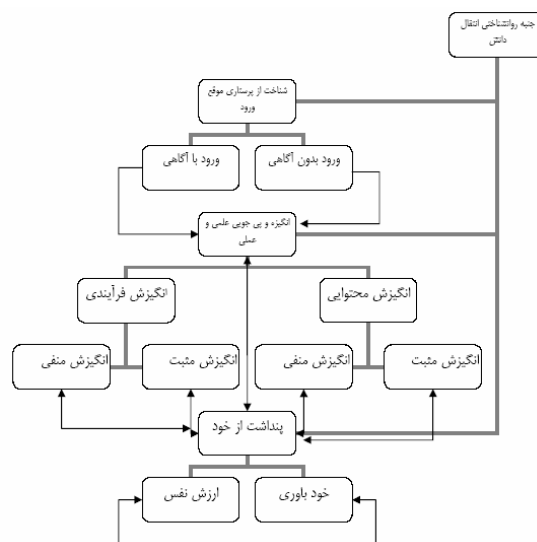 جنبه روانشناختی انتقال
دانش
شناخت از پرستاری موقع
ورود
ورود بدون آگاهی
ورود با آگاهی
انگیزه و پی جویی علمی و
عملی
انگیزش محتوایی
انگیزش فرآیندی
انگیزش مثبت
انگیزش منفی
انگیزش مثبت
انگیزش منفی
پنداشت از خود
خود باوری
ارزش نفس